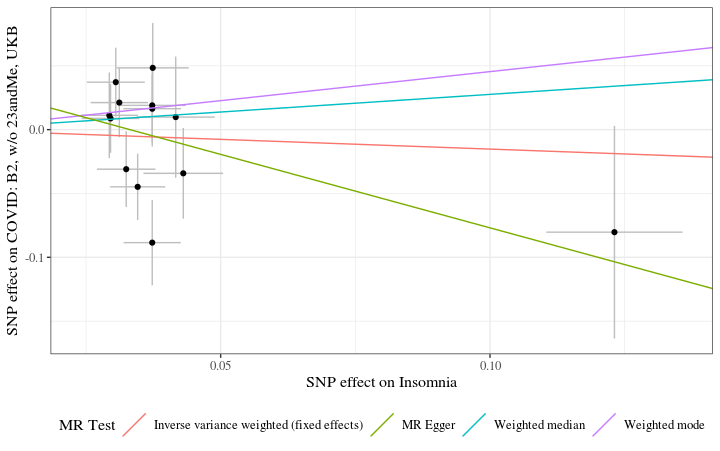 SNP effect on COVID: B2, w/o 23andMe, UKB
0.0
-0.1
0.05
0.10
SNP effect on Insomnia
MR Test
Inverse variance weighted (fixed effects)
MR Egger
Weighted median
Weighted mode